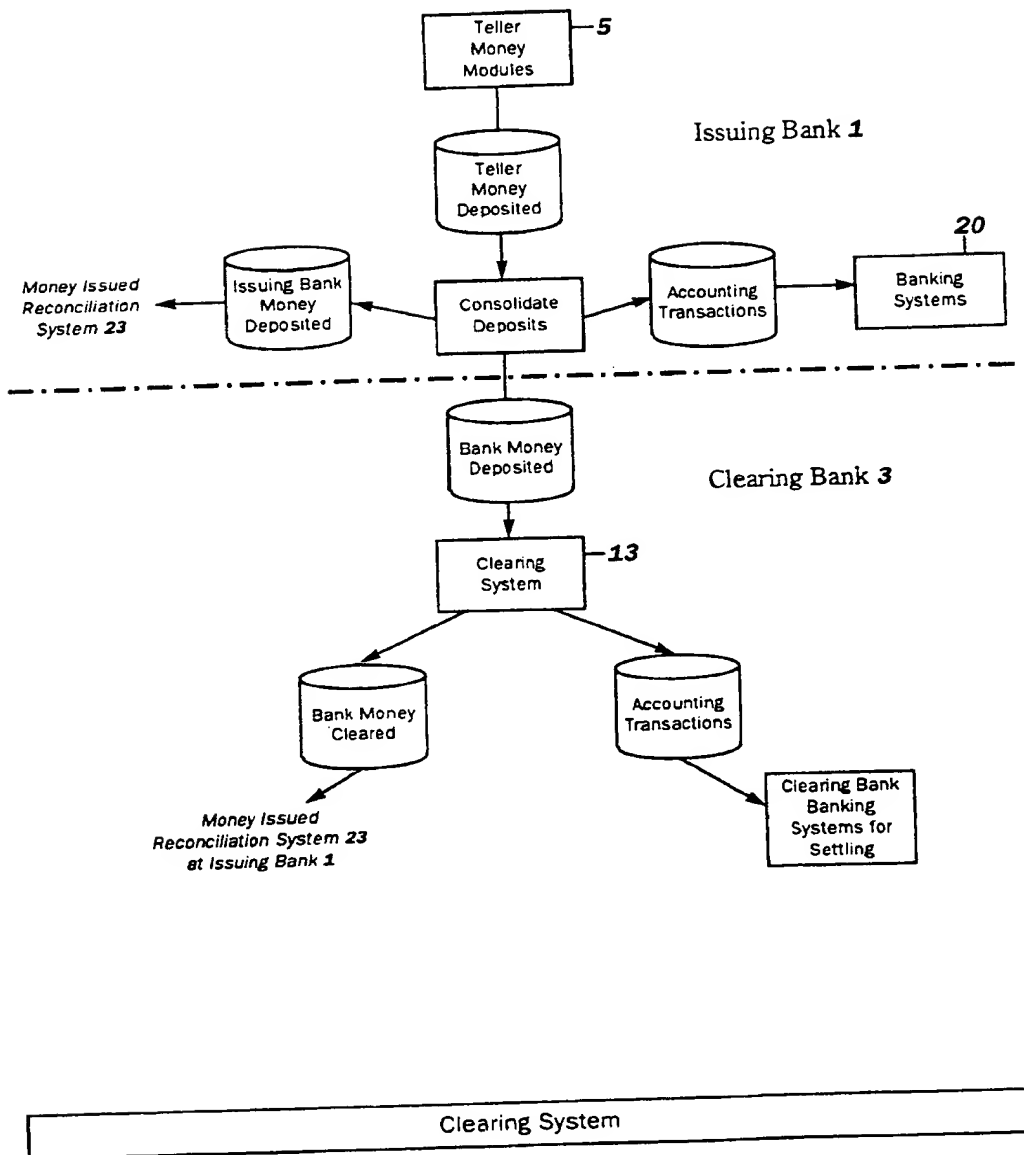 Teller
Money
Modules
5
Issuing Bank 1
Teller
Money
Deposited
20
Money Issued
Reconciliation
System 23
Issuing Bank
Money
Deposited
Consolidate
Deposits
Accounting
Transactions
Banking
Systems
Bank Money
Deposited
Clearing Bank 3
Clearing
System
13
Bank Money
Cleared
Accounting
Transactions
Money Issued
Reconciliation System 23
at Issuing Bank 1
Clearing Bank
Banking
Systems for
Settling
Clearing System